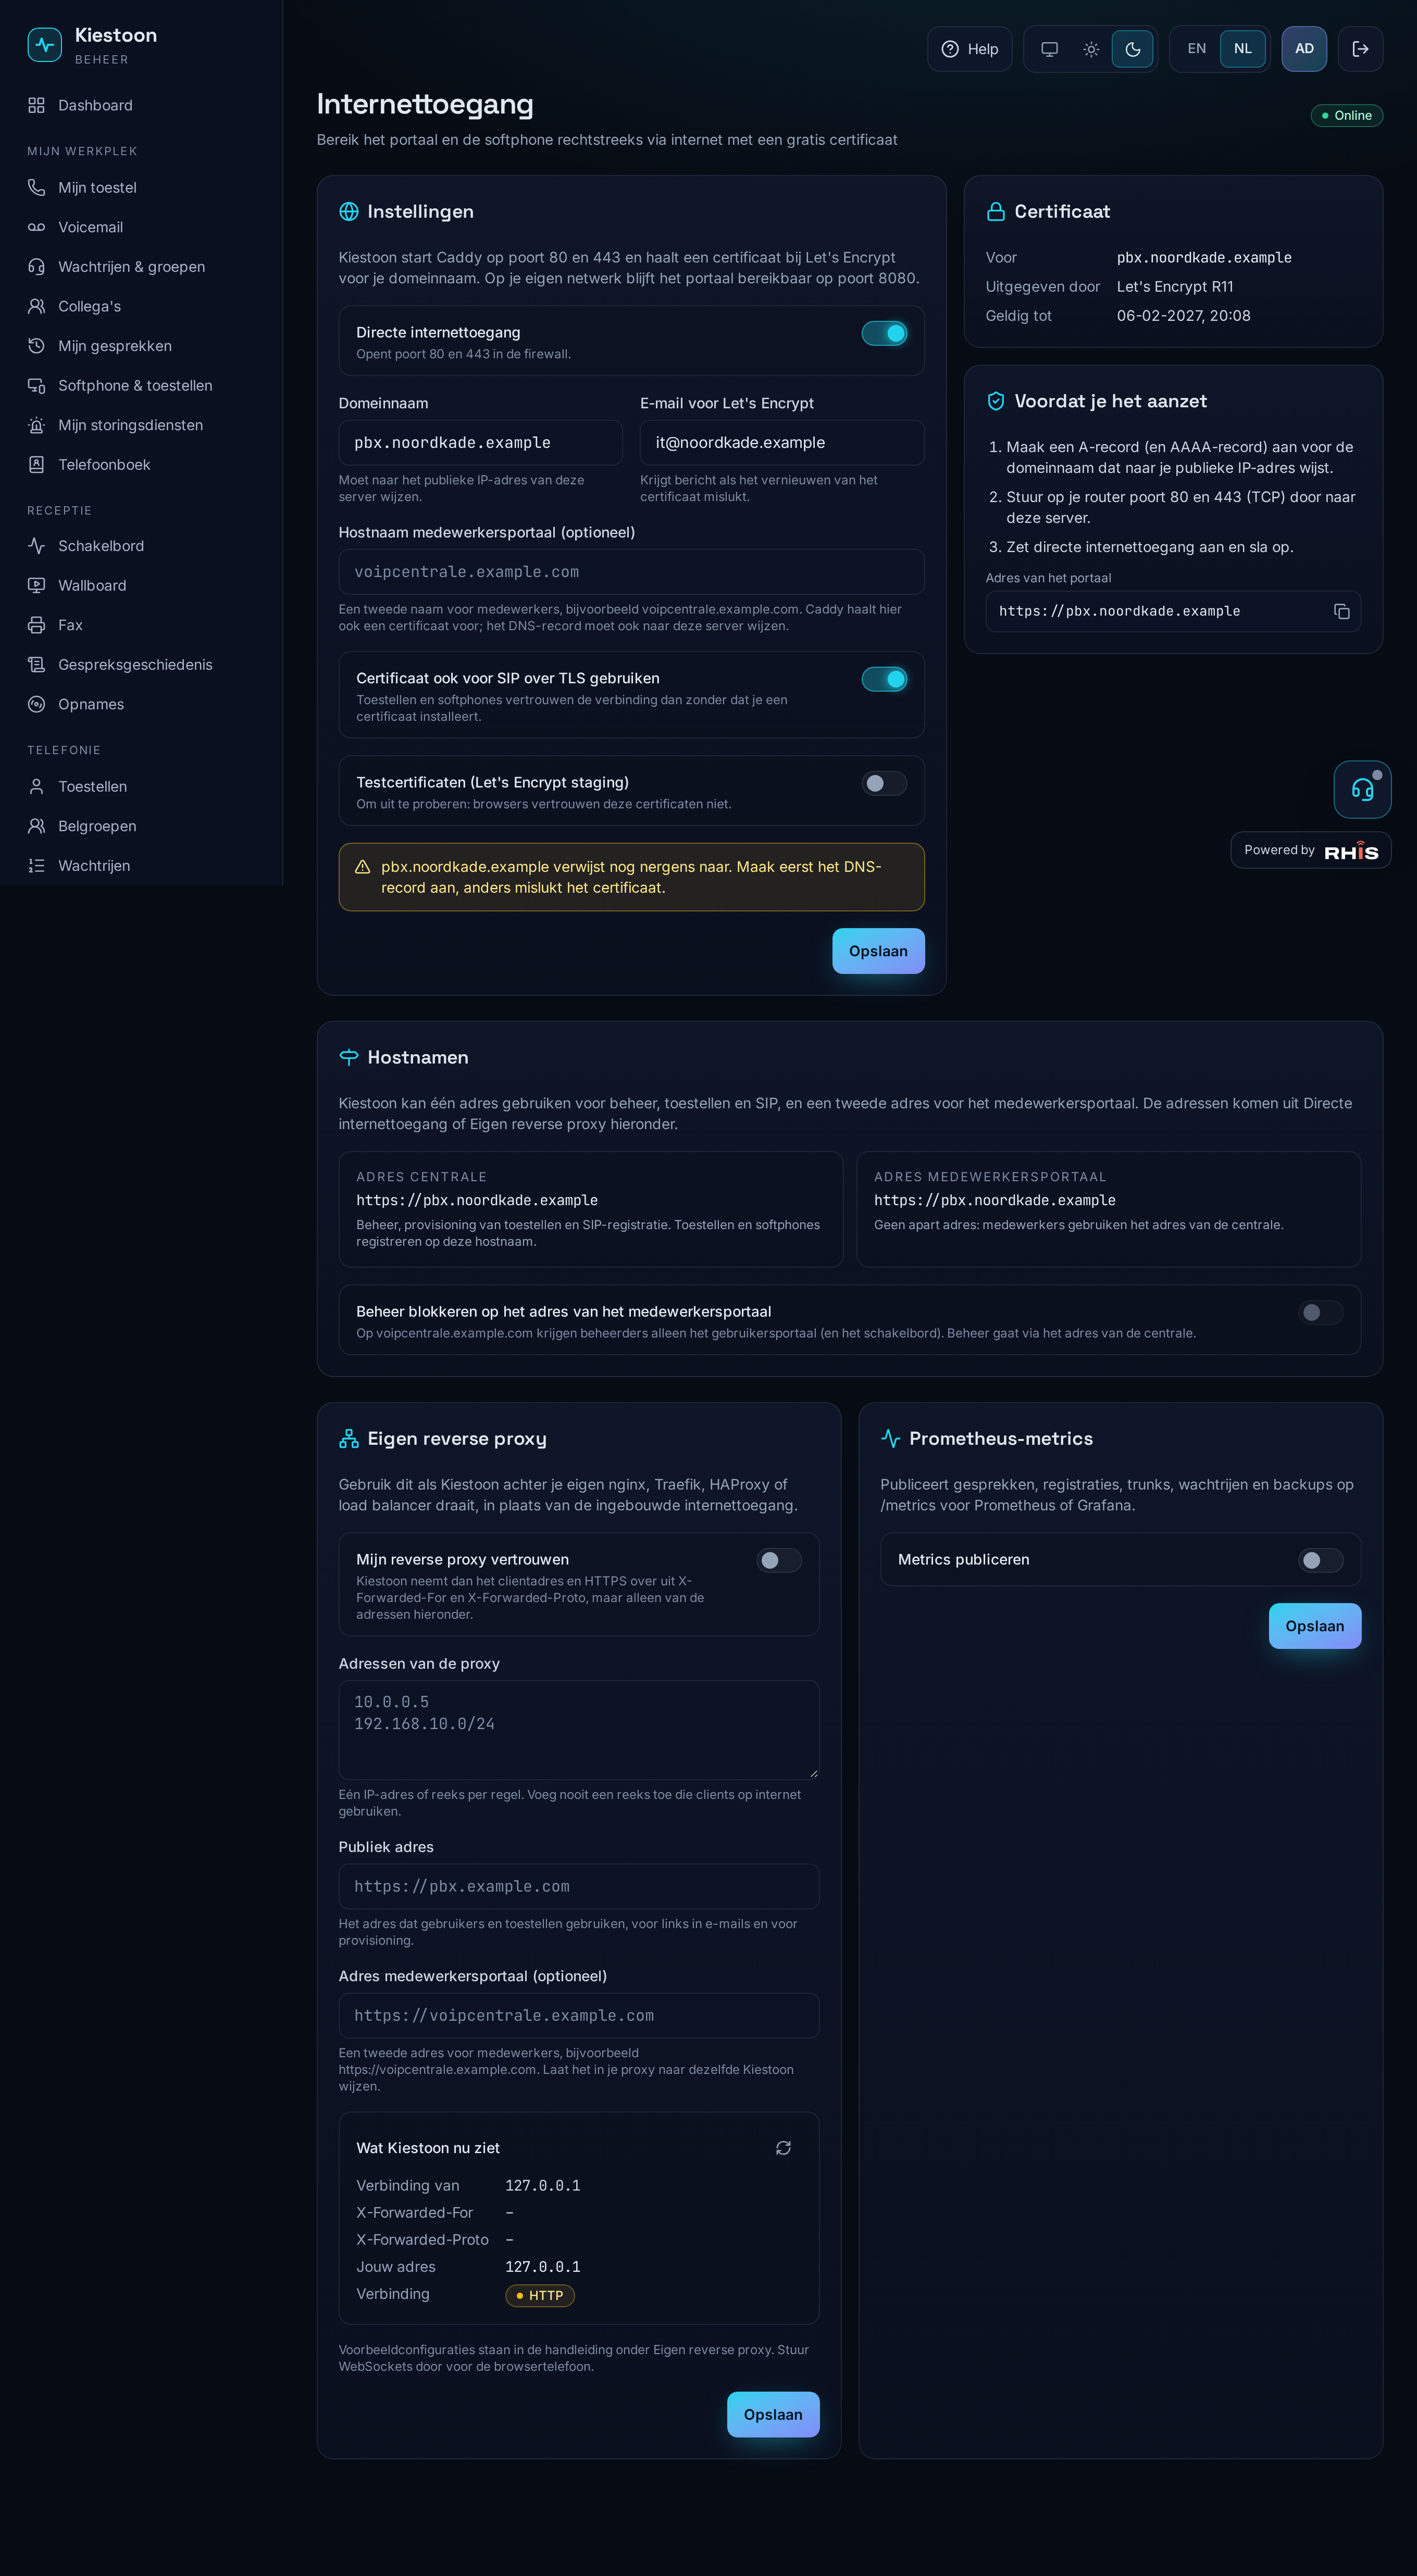 Kiestoon
BEHEER
Dashboard
MIJN WERKPLEK
Mijn toestel
Voicemail
Wachtrijen & groepen
Collega's
Mijn gesprekken
Softphone & toestellen
Mijn storingsdiensten
Telefoonboek
RECEPTIE
Schakelbord
Wallboard
Fax
Gespreksgeschiedenis
Opnames
TELEFONIE
Toestellen
Belgroepen
Wachtrijen
Help
EN
NL
AD
Internettoegang
Bereik het portaal en de softphone rechtstreeks via internet met een gratis certificaat
Online
Instellingen
Kiestoon start Caddy op poort 80 en 443 en haalt een certificaat bij Let's Encrypt
voor je domeinnaam. Op je eigen netwerk blijft het portaal bereikbaar op poort 8080.
Directe internettoegang
Opent poort 80 en 443 in de firewall.
Domeinnaam
pbx.noordkade.example
Moet naar het publieke IP-adres van deze
server wijzen.
E-mail voor Let's Encrypt
it@noordkade.example
Krijgt bericht als het vernieuwen van het
certificaat mislukt.
Hostnaam medewerkersportaal (optioneel)
voipcentrale.example.com
Een tweede naam voor medewerkers, bijvoorbeeld voipcentrale.example.com. Caddy haalt hier
ook een certificaat voor; het DNS-record moet ook naar deze server wijzen.
Certificaat ook voor SIP over TLS gebruiken
Toestellen en softphones vertrouwen de verbinding dan zonder dat je een
certificaat installeert.
Testcertificaten (Let's Encrypt staging)
Om uit te proberen: browsers vertrouwen deze certificaten niet.
pbx.noordkade.example verwijst nog nergens naar. Maak eerst het DNS-
record aan, anders mislukt het certificaat.
Opslaan
Certificaat
Voor pbx.noordkade.example
Uitgegeven door Let's Encrypt R11
Geldig tot 06-02-2027, 20:08
Voordat je het aanzet
1. Maak een A-record (en AAAA-record) aan voor de
domeinnaam dat naar je publieke IP-adres wijst.
2. Stuur op je router poort 80 en 443 (TCP) door naar
deze server.
3. Zet directe internettoegang aan en sla op.
Adres van het portaal
https://pbx.noordkade.example
Powered by RHiS
Hostnamen
Kiestoon kan één adres gebruiken voor beheer, toestellen en SIP, en een tweede adres voor het medewerkersportaal. De adressen komen uit Directe
internettoegang of Eigen reverse proxy hieronder.
ADRES CENTRALE
https://pbx.noordkade.example
Beheer, provisioning van toestellen en SIP-registratie. Toestellen en softphones
registreren op deze hostnaam.
ADRES MEDEWERKERSPORTAAL
https://pbx.noordkade.example
Geen apart adres: medewerkers gebruiken het adres van de centrale.
Beheer blokkeren op het adres van het medewerkersportaal
Op voipcentrale.example.com krijgen beheerders alleen het gebruikersportaal (en het schakelbord). Beheer gaat via het adres van de centrale.
Eigen reverse proxy
Gebruik dit als Kiestoon achter je eigen nginx, Traefik, HAProxy of
load balancer draait, in plaats van de ingebouwde internettoegang.
Mijn reverse proxy vertrouwen
Kiestoon neemt dan het clientadres en HTTPS over uit X-
Forwarded-For en X-Forwarded-Proto, maar alleen van de
adressen hieronder.
Adressen van de proxy
10.0.0.5
192.168.10.0/24
Eén IP-adres of reeks per regel. Voeg nooit een reeks toe die clients op internet
gebruiken.
Publiek adres
https://pbx.example.com
Het adres dat gebruikers en toestellen gebruiken, voor links in e-mails en voor
provisioning.
Adres medewerkersportaal (optioneel)
https://voipcentrale.example.com
Een tweede adres voor medewerkers, bijvoorbeeld
https://voipcentrale.example.com. Laat het in je proxy naar dezelfde Kiestoon
wijzen.
Wat Kiestoon nu ziet
Verbinding van 127.0.0.1
X-Forwarded-For –
X-Forwarded-Proto –
Jouw adres 127.0.0.1
Verbinding HTTP
Voorbeeldconfiguraties staan in de handleiding onder Eigen reverse proxy. Stuur
WebSockets door voor de browsertelefoon.
Opslaan
Prometheus-metrics
Publiceert gesprekken, registraties, trunks, wachtrijen en backups op
/metrics voor Prometheus of Grafana.
Metrics publiceren
Opslaan